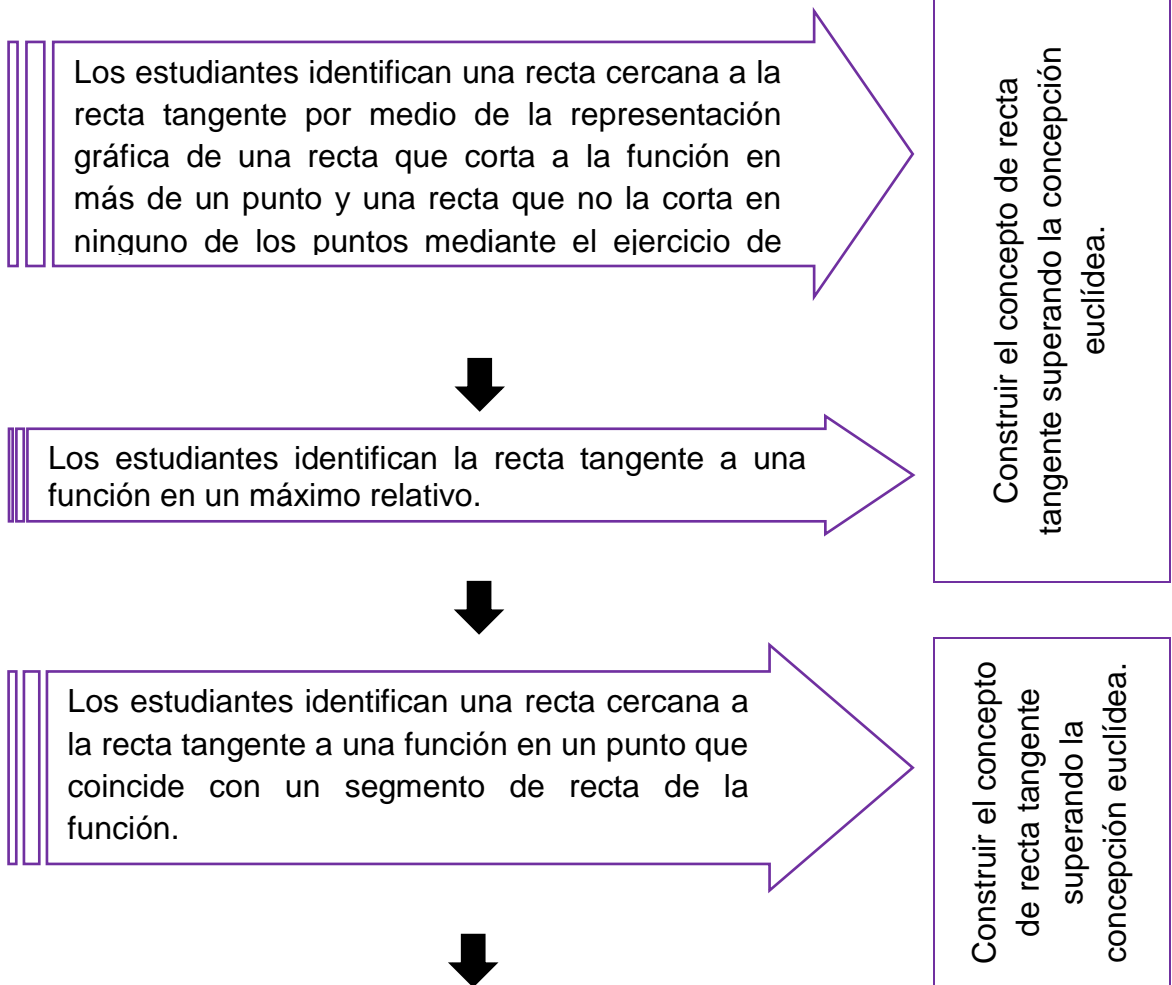 Los estudiantes identifican una recta cercana a la
recta tangente por medio de la representación
gráfica de una recta que corta a la función en
más de un punto y una recta que no la corta en
ninguno de los puntos mediante el ejercicio de
Construir el concepto de recta
tangente superando la concepción
euclídea.
Los estudiantes identifican la recta tangente a una
función en un máximo relativo.
Los estudiantes identifican una recta cercana a
la recta tangente a una función en un punto que
coincide con un segmento de recta de la
función.
Construir el concepto
de recta tangente
superando la
concepción euclídea.